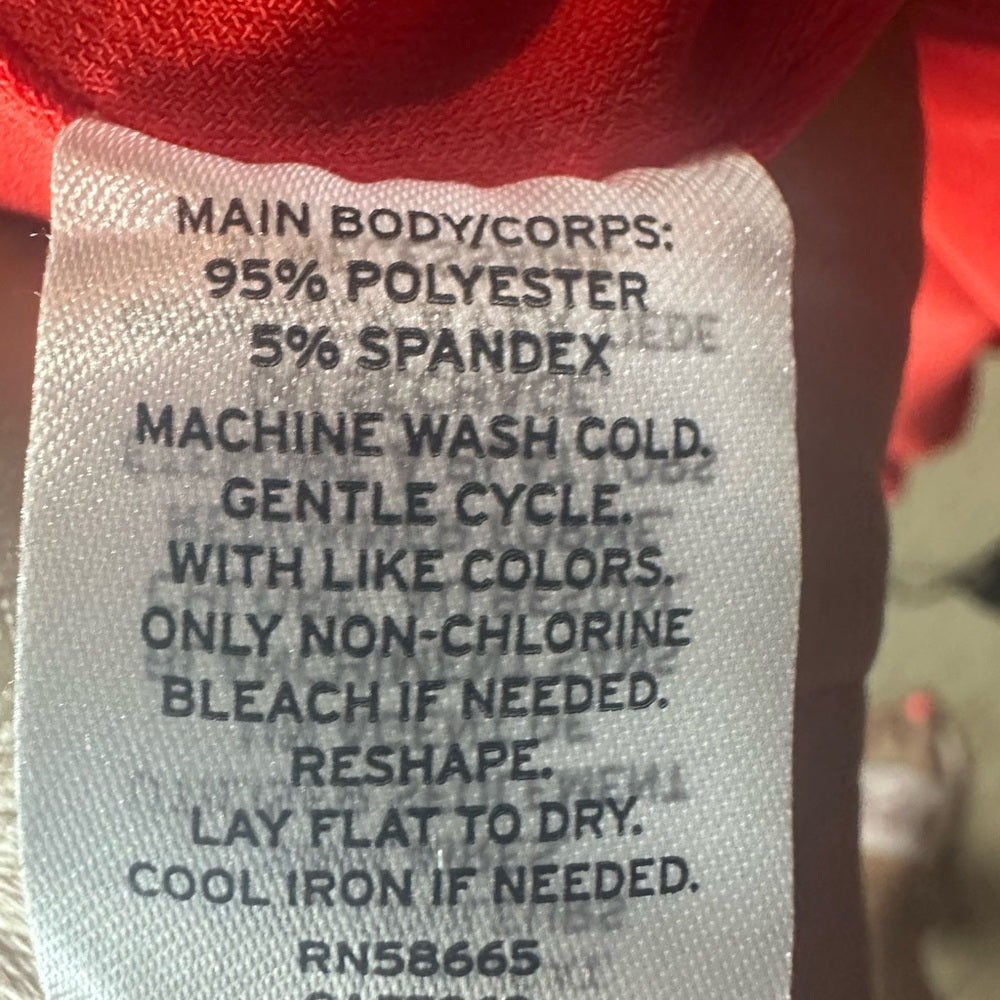 MAIN BODY/CORPS:
95% POLYESTER
5% SPANDEX
MACHINE WASH COLD.
GENTLE CYCLE.
WITH LIKE COLORS.
ONLY NON-CHLORINE
BLEACH IF NEEDED.
RESHAPE.
LAY FLAT TO DRY.
COOL IRON IF NEEDED.
RN58665